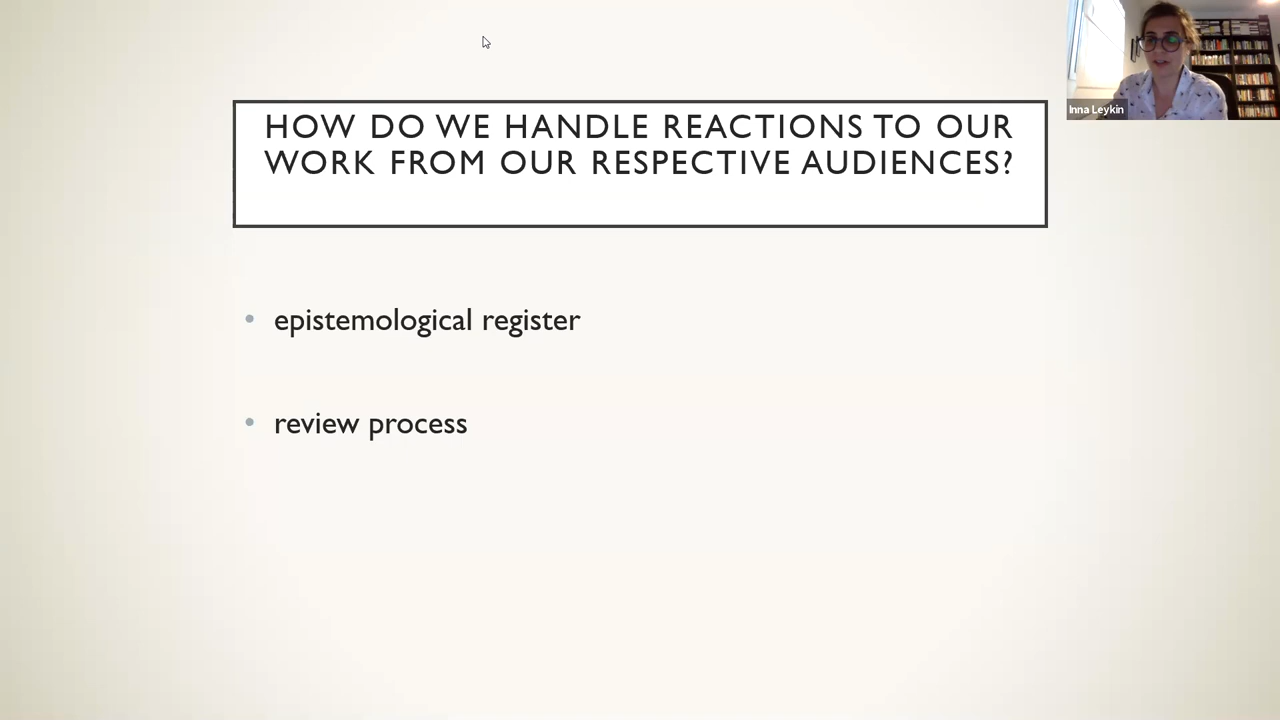 HOW DO WE HANDLE REACTIONS TO OUR
WORK FROM OUR RESPECTIVE AUDIENCES?
• epistemological register
• review process
Inna Leykin